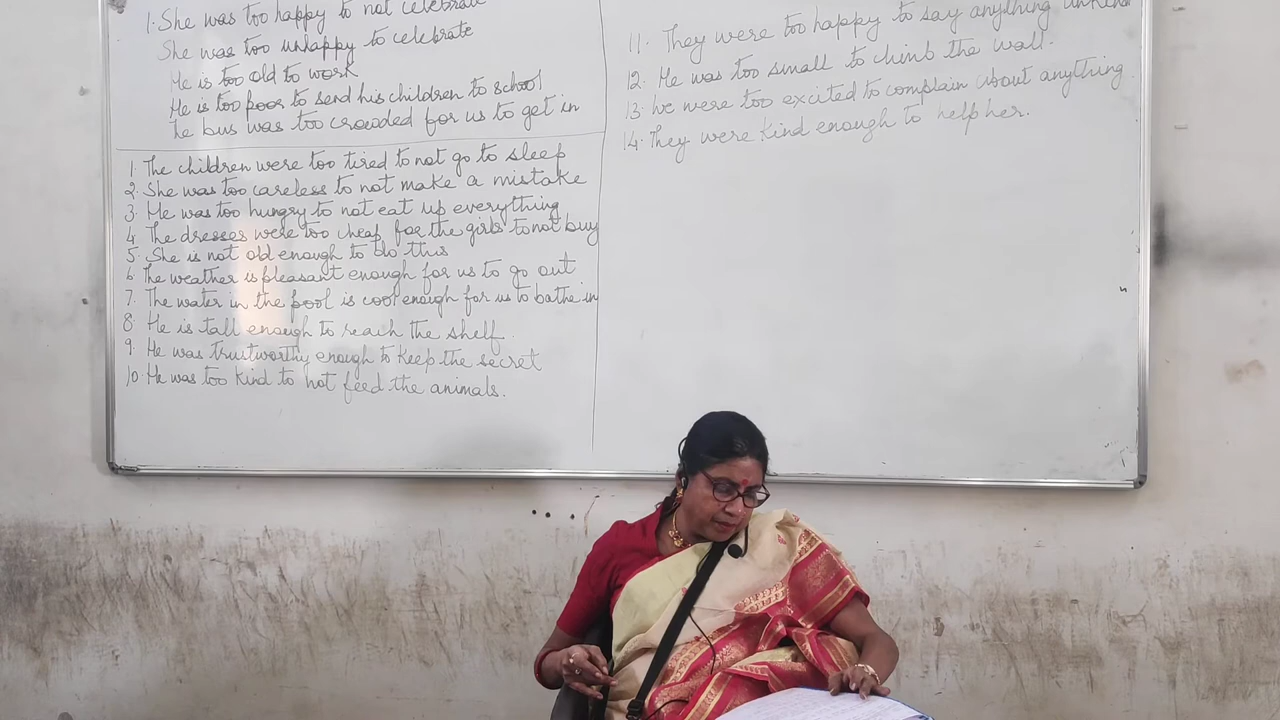 1. She was too happy to not celebrate
She was too unhappy to celebrate
He is too old to work
He is too poor to send his children to school
The bus was too crowded for us to get in
1. The children were too tired to not go to sleep
2. She was too careless to not make a mistake
3. He was too hungry to not eat up everything
4 The dresses were too cheap for the girls to not buy
5. She is not old enough to do this
6 The weather is pleasant enough for us to go out
7. The water in the pool is cool enough for us to bathe in
8 He is tall enough to reach the shelf.
9. He was trustworthy enough to keep the secret
10 He was too kind to not feed the animals.
11. They were too happy to say anything unkind
12. He was too small to climb the wall.
13. We were too excited to complain about anything.
14. They were kind enough to help her.